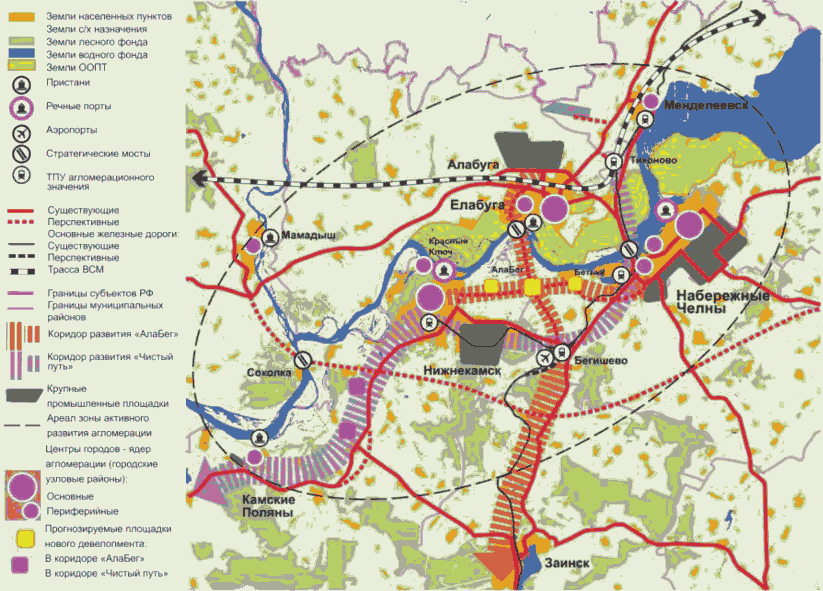 Земли населенных пунктов
Земли с/х назначения
Земли лесного фонда
Земли водного фонда
Земли ООПТ
Пристани
Речные порты
Аэропорты
Стратегические мосты
ТПУ агломерационного
значения
Существующие
Перспективные
Основные железные дороги:
Существующие
Перспективные
Трасса ВСМ
Границы субъектов РФ
Границы муниципальных
районов
Коридор развития «АлаБег»
Коридор развития «Чистый
путь»
Крупные
промышленные площадки
Ареал зоны активного
развития агломерации
Центры городов - ядер
агломерации (городские
узловые районы):
Основные
Периферийные
Прогнозируемые площадки
нового девелопмента:
В коридоре «АлаБег»
В коридоре «Чистый путь»
Менделеевск
Тихоново
Алабуга
Елабуга
Мамадыш
Красный
Ключ
АлаБег
Набережные
Челны
Бегишево
Нижнекамск
Соколка
Камские
Поляны
Заинск